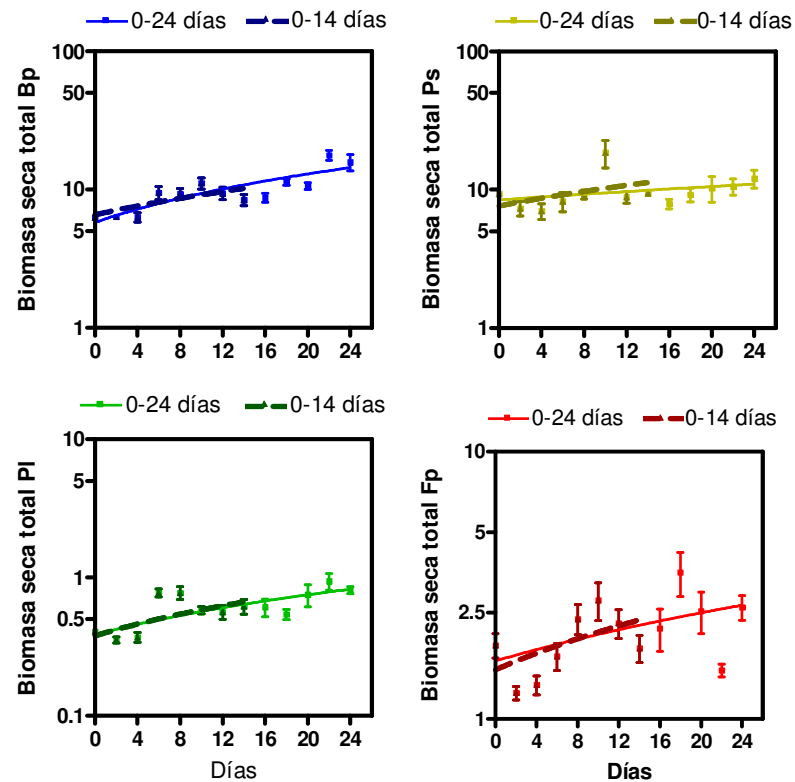 0-24 días 0-14 días
Biomasa seca total Bp
100
50
10
5
1
0 4 8 12 16 20 24
0-24 días 0-14 días
Biomasa seca total Ps
100
50
10
5
1
0 4 8 12 16 20 24
0-24 días 0-14 días
Biomasa seca total Pl
10
5
1
0.5
0.1
0 4 8 12 16 20 24
Días
0-24 días 0-14 días
Biomasa seca total Fp
10
5
2.5
1
0 4 8 12 16 20 24
Días